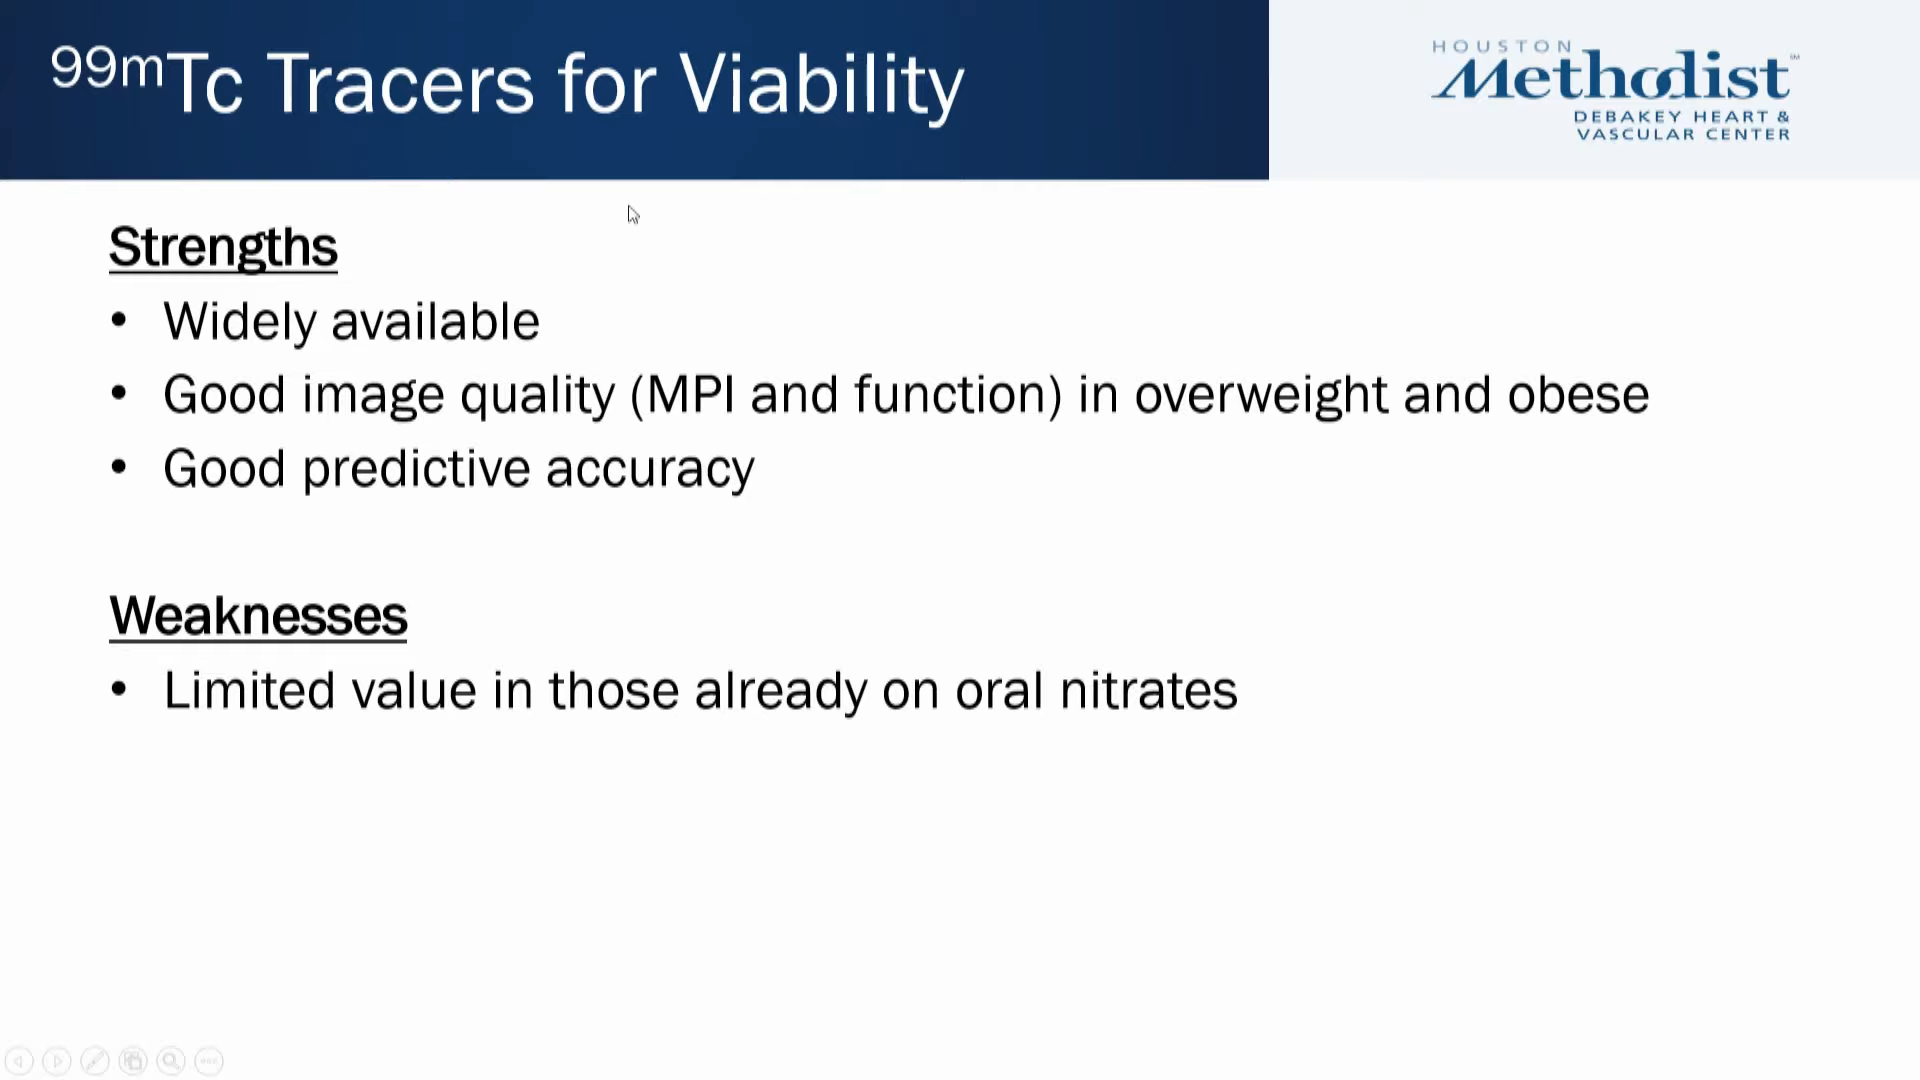 99mTc Tracers for Viability
HOUSTON
Methodist
DEBAKEY HEART &
VASCULAR CENTER
Strengths
• Widely available
• Good image quality (MPI and function) in overweight and obese
• Good predictive accuracy
Weaknesses
• Limited value in those already on oral nitrates